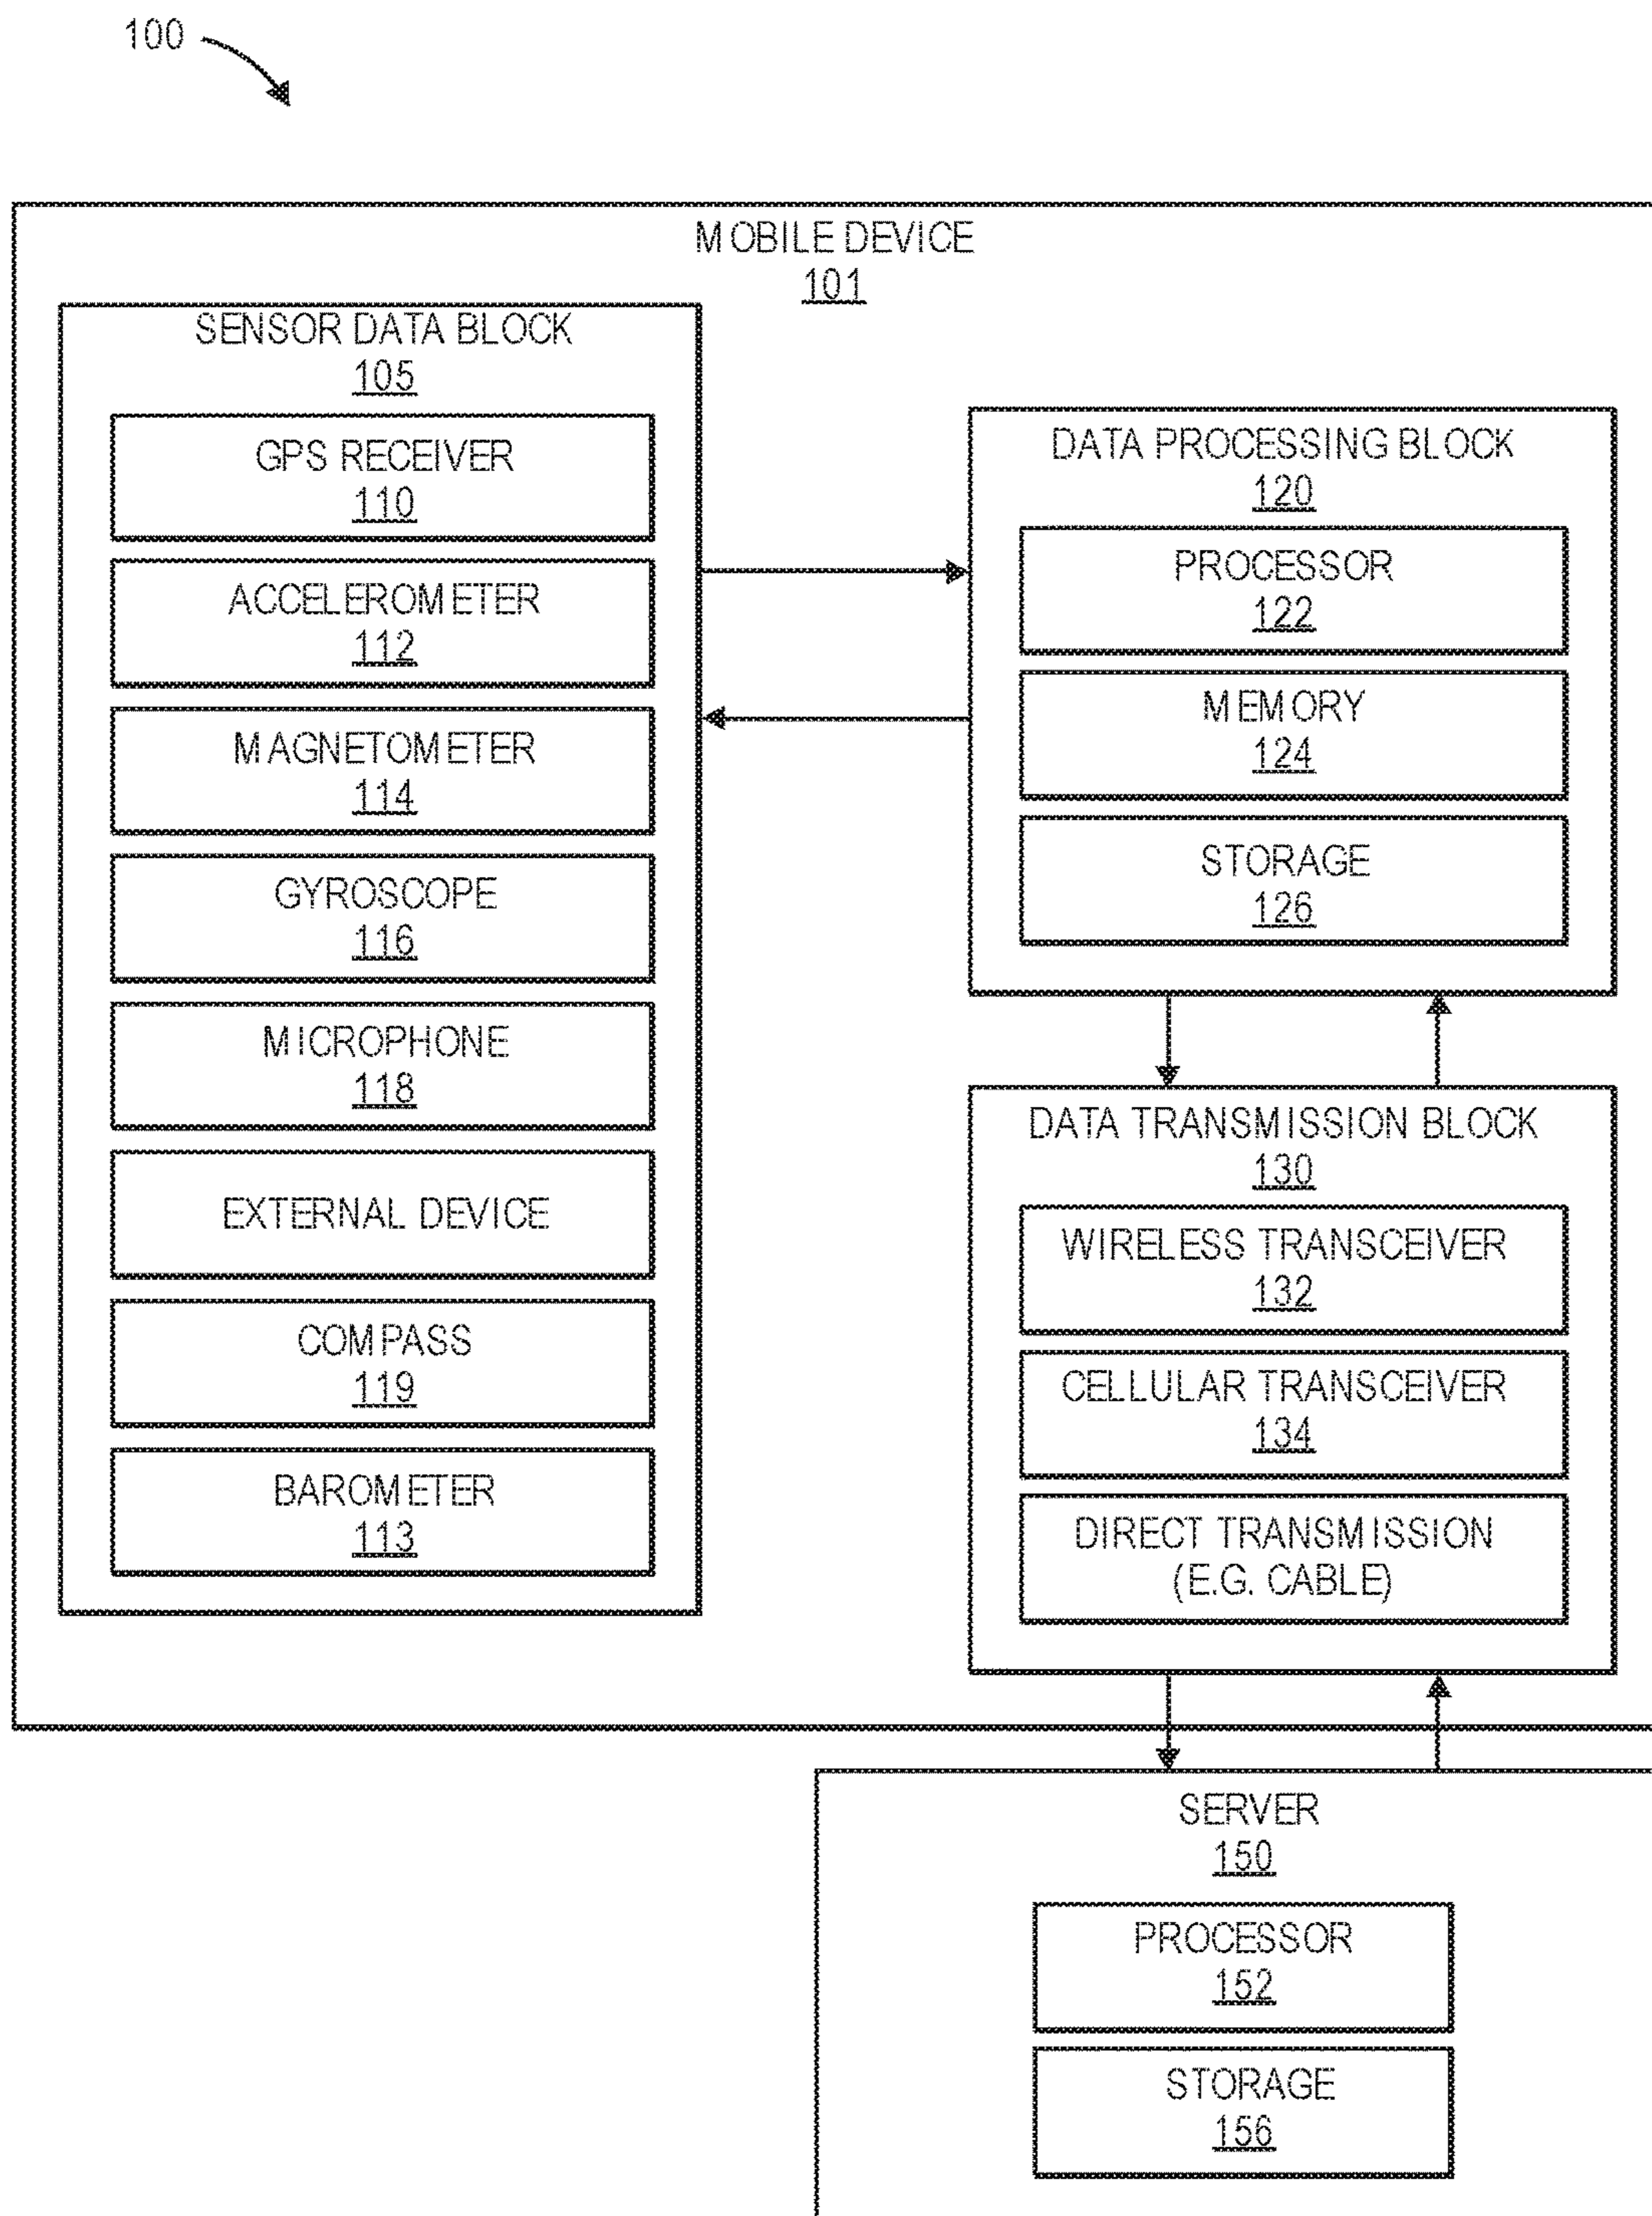 100
MOBILE DEVICE
101
SENSOR DATA BLOCK
105
GPS RECEIVER
110
ACCELEROMETER
112
MAGNETOMETER
114
GYROSCOPE
116
MICROPHONE
118
EXTERNAL DEVICE
COMPASS
119
BAROMETER
113
DATA PROCESSING BLOCK
120
PROCESSOR
122
MEMORY
124
STORAGE
126
DATA TRANSMISSION BLOCK
130
WIRELESS TRANSCEIVER
132
CELLULAR TRANSCEIVER
134
DIRECT TRANSMISSION
(E.G. CABLE)
SERVER
150
PROCESSOR
152
STORAGE
156